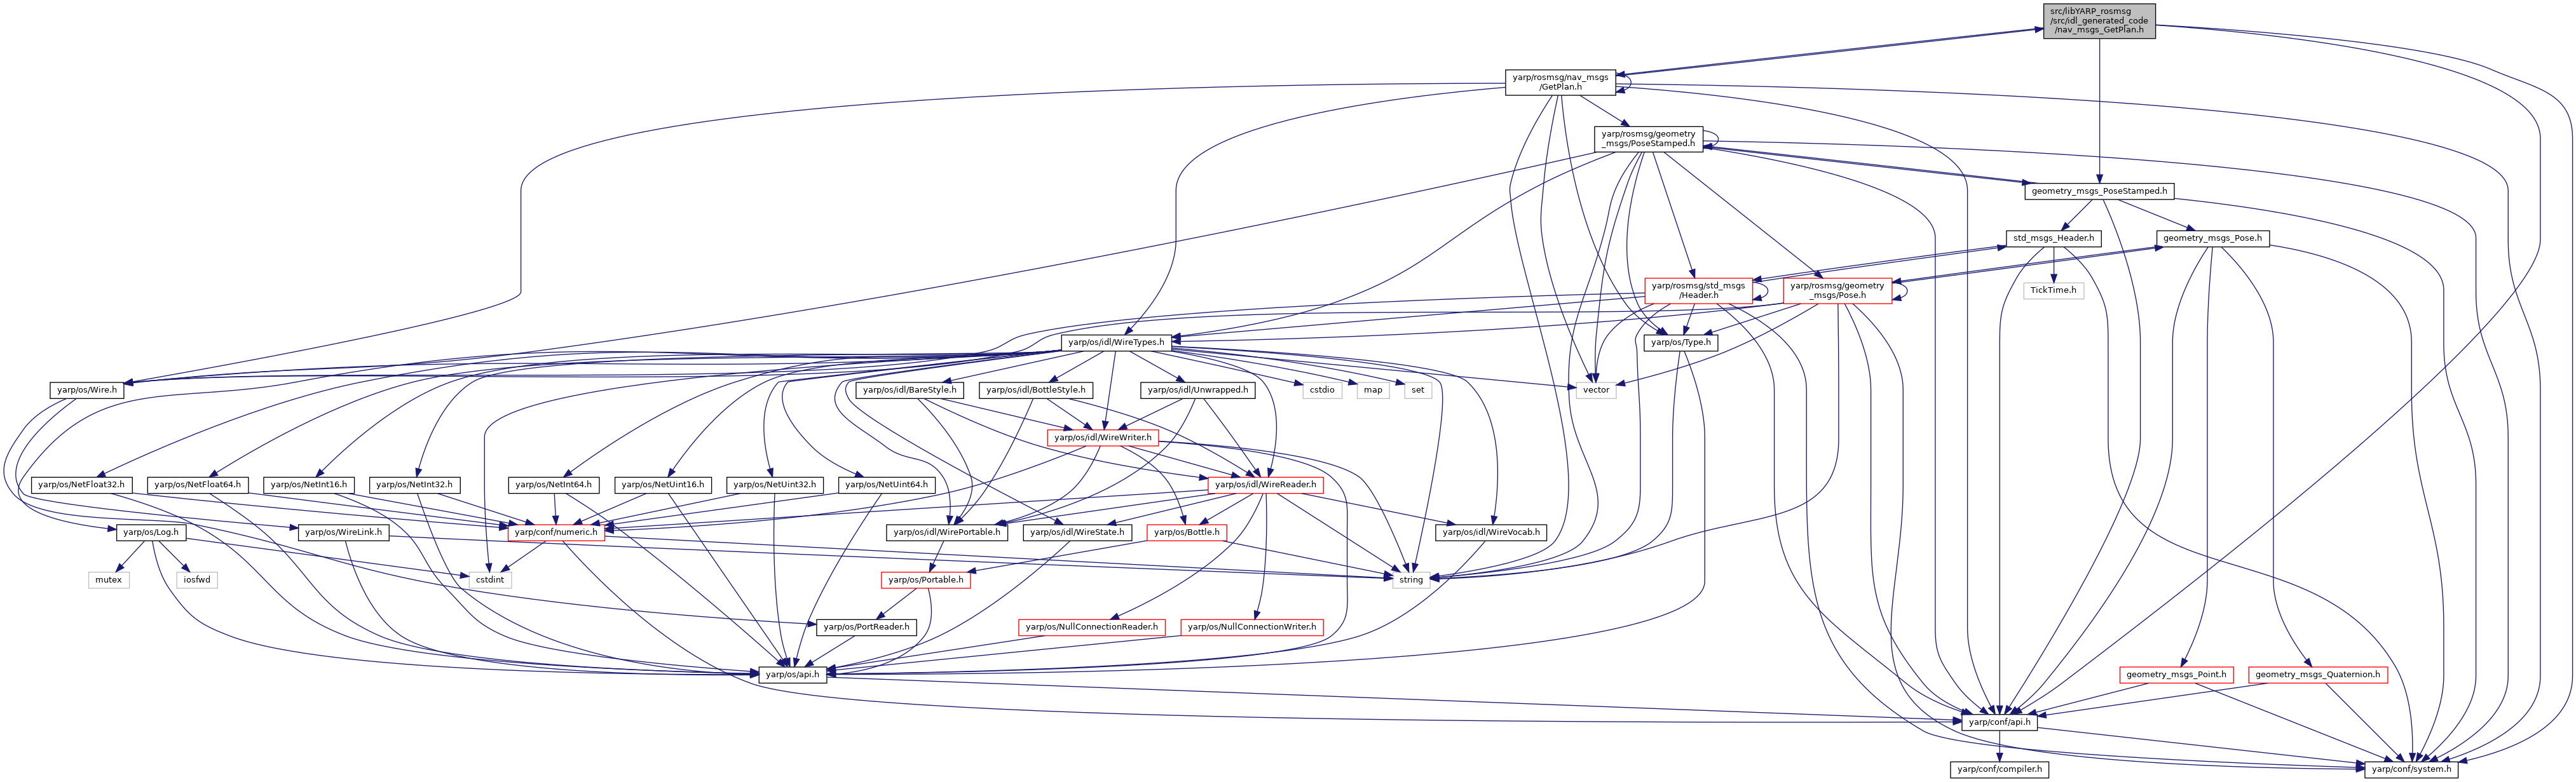 src/libYARP_rosmsg
/src/idl_generated_code
/nav_msgs_GetPlan.h
yarp/rosmsg/nav_msgs
/GetPlan.h
yarp/rosmsg/geometry
_msgs/PoseStamped.h
geometry_msgs_PoseStamped.h
std_msgs_Header.h
geometry_msgs_Pose.h
yarp/rosmsg/std_msgs
/Header.h
yarp/rosmsg/geometry
_msgs/Pose.h
TickTime.h
yarp/os/idl/WireTypes.h
yarp/os/Type.h
yarp/os/Wire.h
yarp/os/idl/BareStyle.h
yarp/os/idl/BottleStyle.h
yarp/os/idl/Unwrapped.h
cstdio
map
set
vector
yarp/os/idl/WireWriter.h
yarp/os/NetFloat32.h
yarp/os/NetFloat64.h
yarp/os/NetInt16.h
yarp/os/NetInt32.h
yarp/os/NetInt64.h
yarp/os/NetUint16.h
yarp/os/NetUint32.h
yarp/os/NetUint64.h
yarp/os/idl/WireReader.h
yarp/os/Log.h
yarp/os/WireLink.h
yarp/conf/numeric.h
yarp/os/idl/WirePortable.h
yarp/os/idl/WireState.h
yarp/os/Bottle.h
yarp/os/idl/WireVocab.h
mutex
iosfwd
cstdint
yarp/os/Portable.h
string
yarp/os/PortReader.h
yarp/os/NullConnectionReader.h
yarp/os/NullConnectionWriter.h
yarp/os/api.h
geometry_msgs_Point.h
geometry_msgs_Quaternion.h
yarp/conf/api.h
yarp/conf/compiler.h
yarp/conf/system.h